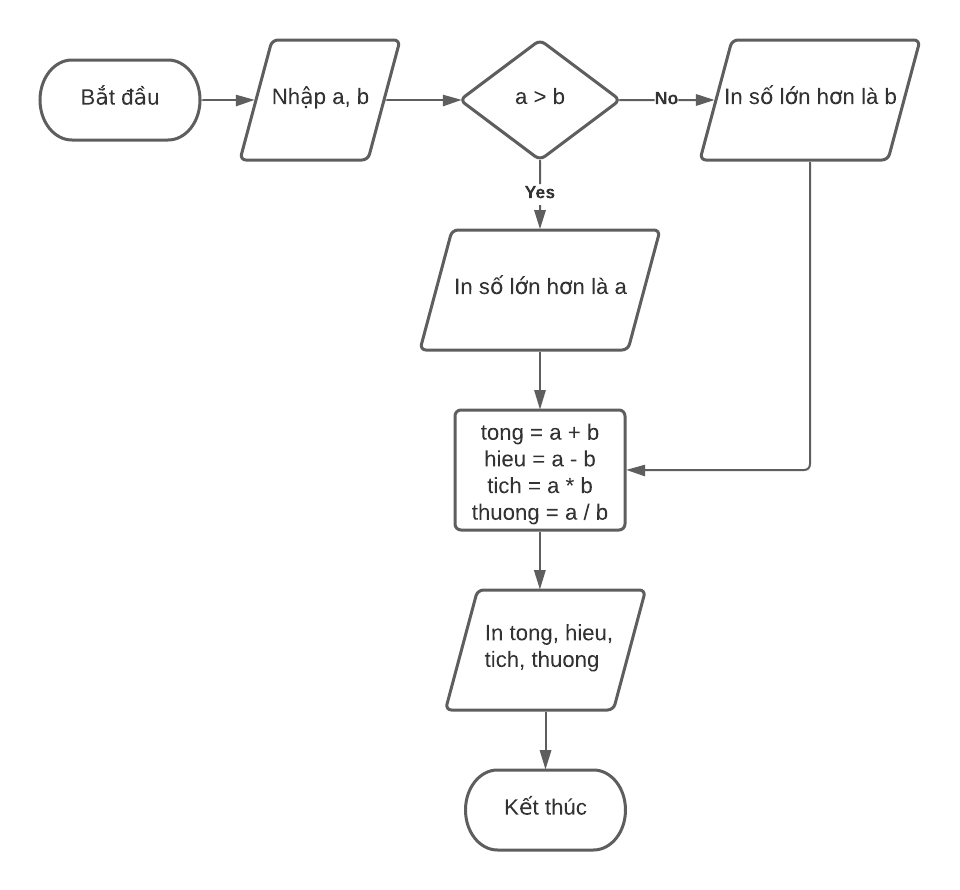 Bắt đầu
Nhập a, b
a > b
No
In số lớn hơn là b
Yes
In số lớn hơn là a
tong = a + b
hieu = a - b
tich = a * b
thuong = a / b
In tong, hieu,
tich, thuong
Kết thúc